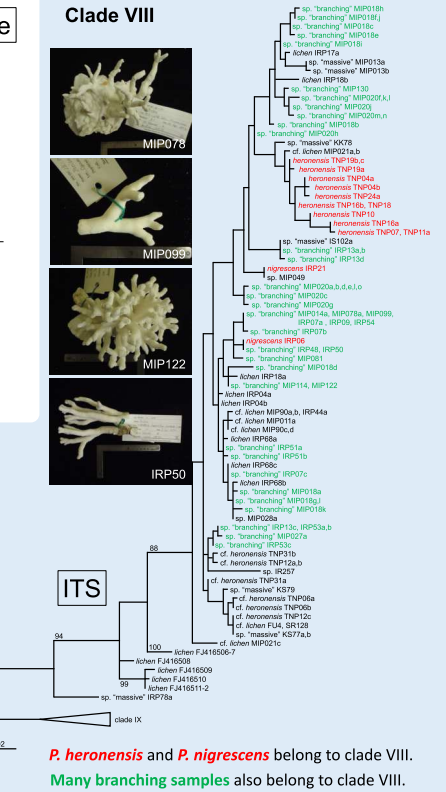 e
Clade VIII
MIP078
MIP099
MIP122
IRP50
sp. "branching" MIP018h
sp. "branching" MIP018f,j
sp. "branching" MIP018c
sp. "branching" MIP018e
sp. "branching" MIP018i
lichen IRP17a
sp. "massive" MIP013a
sp. "massive" MIP013b
lichen IRP18b
sp. "branching" MIP130
sp. "branching" MIP020f,k,l
sp. "branching" MIP020j
sp. "branching" MIP020m,n
sp. "branching" MIP018b
sp. "branching" MIP020h
sp. "massive" KK78
cf. lichen MIP021a,b
heronensis TNP19b,c
heronensis TNP19a
heronensis TNP04a
heronensis TNP04b
heronensis TNP24a
heronensis TNP16b, TNP18
heronensis TNP10
heronensis TNP16a
heronensis TNP07, TNP11a
sp. "massive" IS102a
sp. "branching" IRP13a,b
sp. "branching" IRP13d
nigrescens IRP21
sp. MIP049
sp. "branching" MIP020a,b,d,e,i,o
sp. "branching" MIP020c
sp. "branching" MIP020g
sp. "branching" MIP014a, MIP078a, MIP099,
IRP07a , IRP09, IRP54
sp. "branching" IRP07b
nigrescens IRP06
sp. "branching" IRP48, IRP50
sp. "branching" MIP081
sp. "branching" MIP018d
lichen IRP18a
sp. "branching" MIP114, MIP122
lichen IRP04a
lichen IRP04b
cf. lichen MIP90a,b, IRP44a
cf. lichen MIP011a
cf. lichen MIP90c,d
lichen IRP68a
sp. "branching" IRP51a
sp. "branching" IRP51b
lichen IRP68c
sp. "branching" IRP07c
lichen IRP68b
sp. "branching" MIP018a
sp. "branching" MIP018g,l
sp. "branching" MIP018k
sp. MIP028a
sp. "branching" IRP13c, IRP53a,b
sp. "branching" MIP027a
sp. "branching" IRP53c
cf. heronensis TNP31b
cf. heronensis TNP12a,b
sp. IR257
cf. heronensis TNP31a
sp. "massive" KS79
cf. heronensis TNP06a
cf. heronensis TNP06b
cf. heronensis TNP12c
cf. lichen FU4, SR128
sp. "massive" KS77a,b
cf. lichen MIP021c
88
ITS
94
100
lichen FJ416506-7
lichen FJ416508
lichen FJ416509
lichen FJ416510
99
lichen FJ416511-2
sp. "massive" IRP78a
clade IX
P. heronensis and P. nigrescens belong to clade VIII.
Many branching samples also belong to clade VIII.